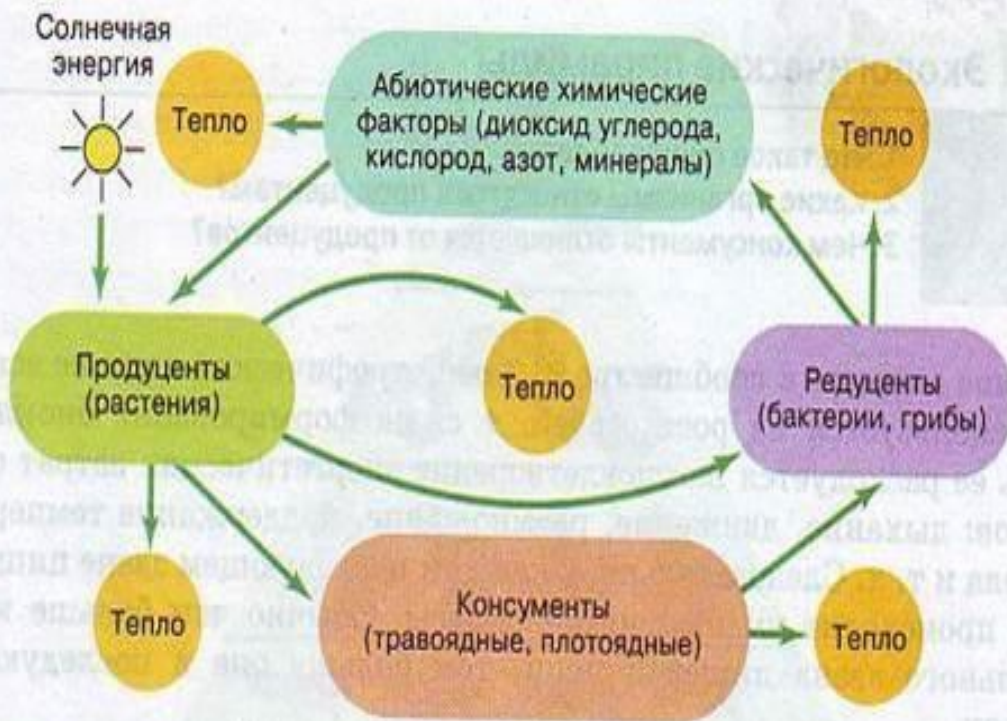 Солнечная
энергия
Тепло
Абиотические химические
факторы (диоксид углерода,
кислород, азот, минералы)
Тепло
Продуценты
(растения)
Тепло
Редуценты
(бактерии, грибы)
Тепло
Консументы
(травоядные, плотоядные)
Тепло